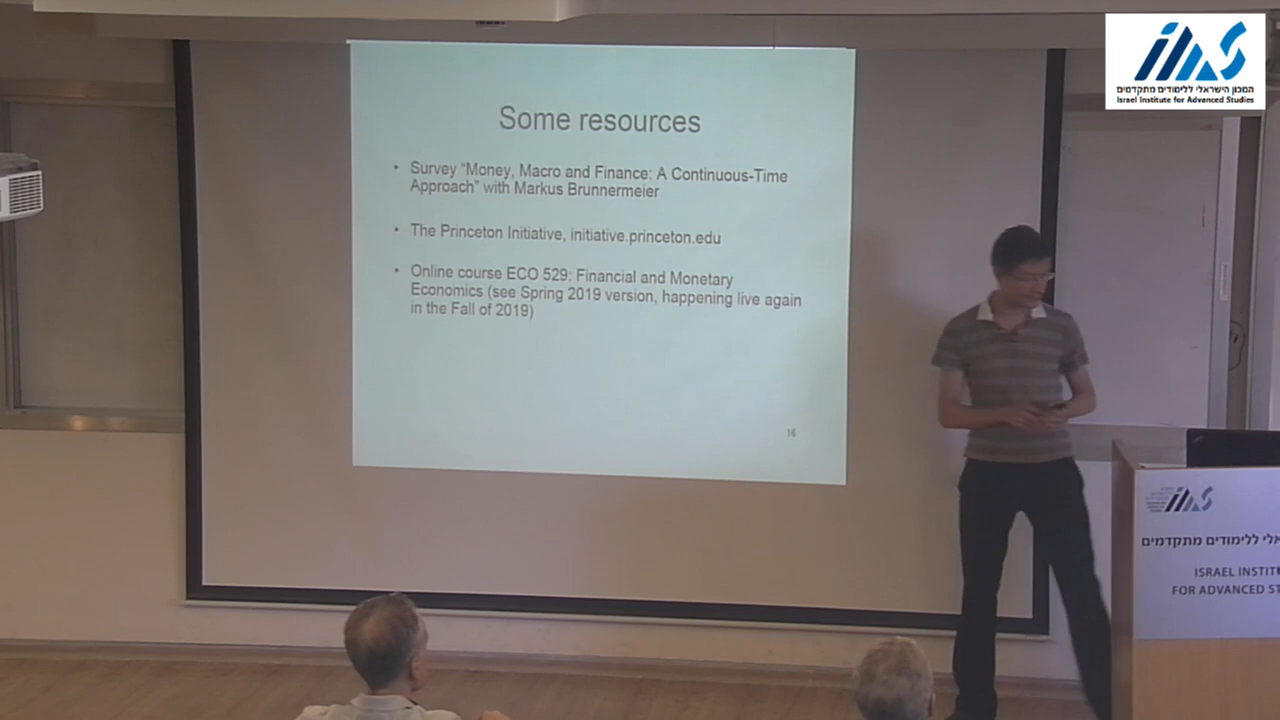 המכון הישראלי ללימודים מתקדמים
Israel Institute for Advanced Studies
Some resources
• Survey "Money, Macro and Finance: A Continuous-Time
Approach" with Markus Brunnermeier
• The Princeton Initiative, initiative.princeton.edu
• Online course ECO 529: Financial and Monetary
Economics (see Spring 2019 version, happening live again
in the Fall of 2019)
16
ללימודים מתקדמים
ISRAEL INSTIT
FOR ADVANCED ST